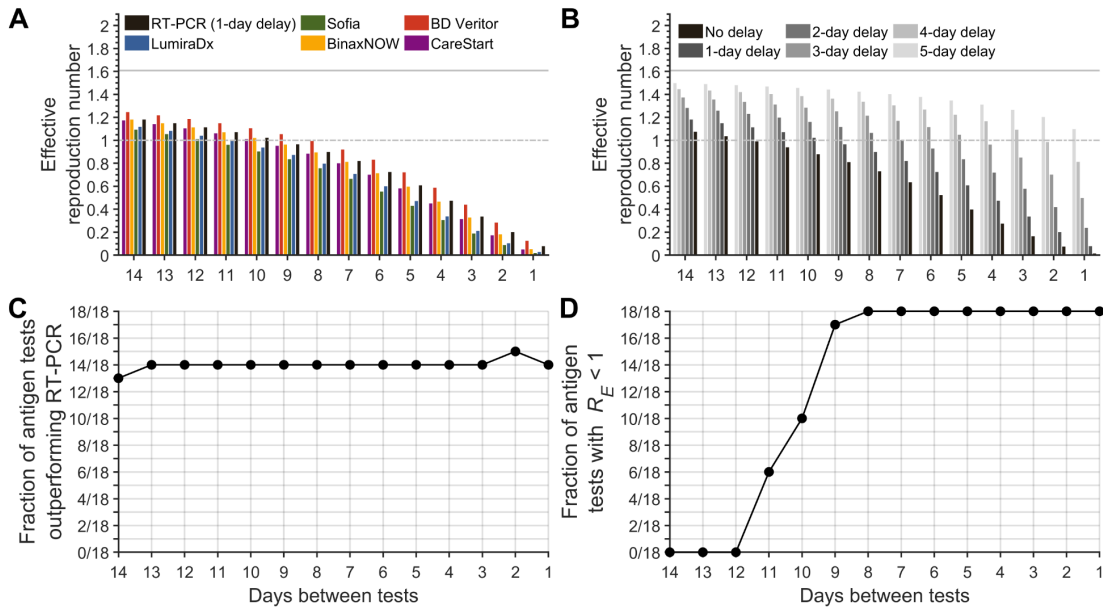 A
RT-PCR (1-day delay)
Sofia
BD Veritor
LumiraDx
BinaxNOW
CareStart
Effective
reproduction number
2
1.8
1.6
1.4
1.2
1
0.8
0.6
0.4
0.2
0
14 13 12 11 10 9 8 7 6 5 4 3 2 1
B
No delay
2-day delay
4-day delay
1-day delay
3-day delay
5-day delay
Effective
reproduction number
2
1.8
1.6
1.4
1.2
1
0.8
0.6
0.4
0.2
0
14 13 12 11 10 9 8 7 6 5 4 3 2 1
C
Fraction of antigen tests
outperforming RT-PCR
18/18
16/18
14/18
12/18
10/18
8/18
6/18
4/18
2/18
0/18
14 13 12 11 10 9 8 7 6 5 4 3 2 1
Days between tests
D
Fraction of antigen
tests with R_E < 1
18/18
16/18
14/18
12/18
10/18
8/18
6/18
4/18
2/18
0/18
14 13 12 11 10 9 8 7 6 5 4 3 2 1
Days between tests